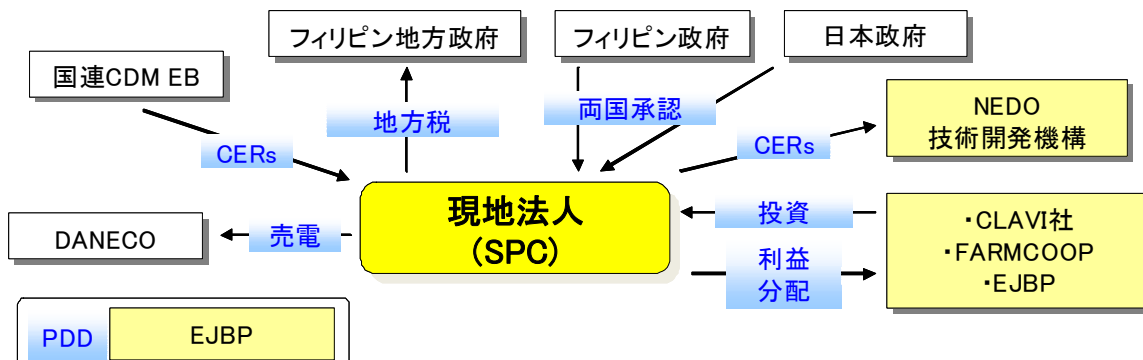 フィリピン地方政府
フィリピン政府
日本政府
国連CDM EB
地方税
両国承認
CERs
CERs
NEDO
技術開発機構
現地法人
(SPC)
DANECO
売電
投資
利益
分配
・CLAVI社
・FARMCOOP
・EJBP
PDD
EJBP